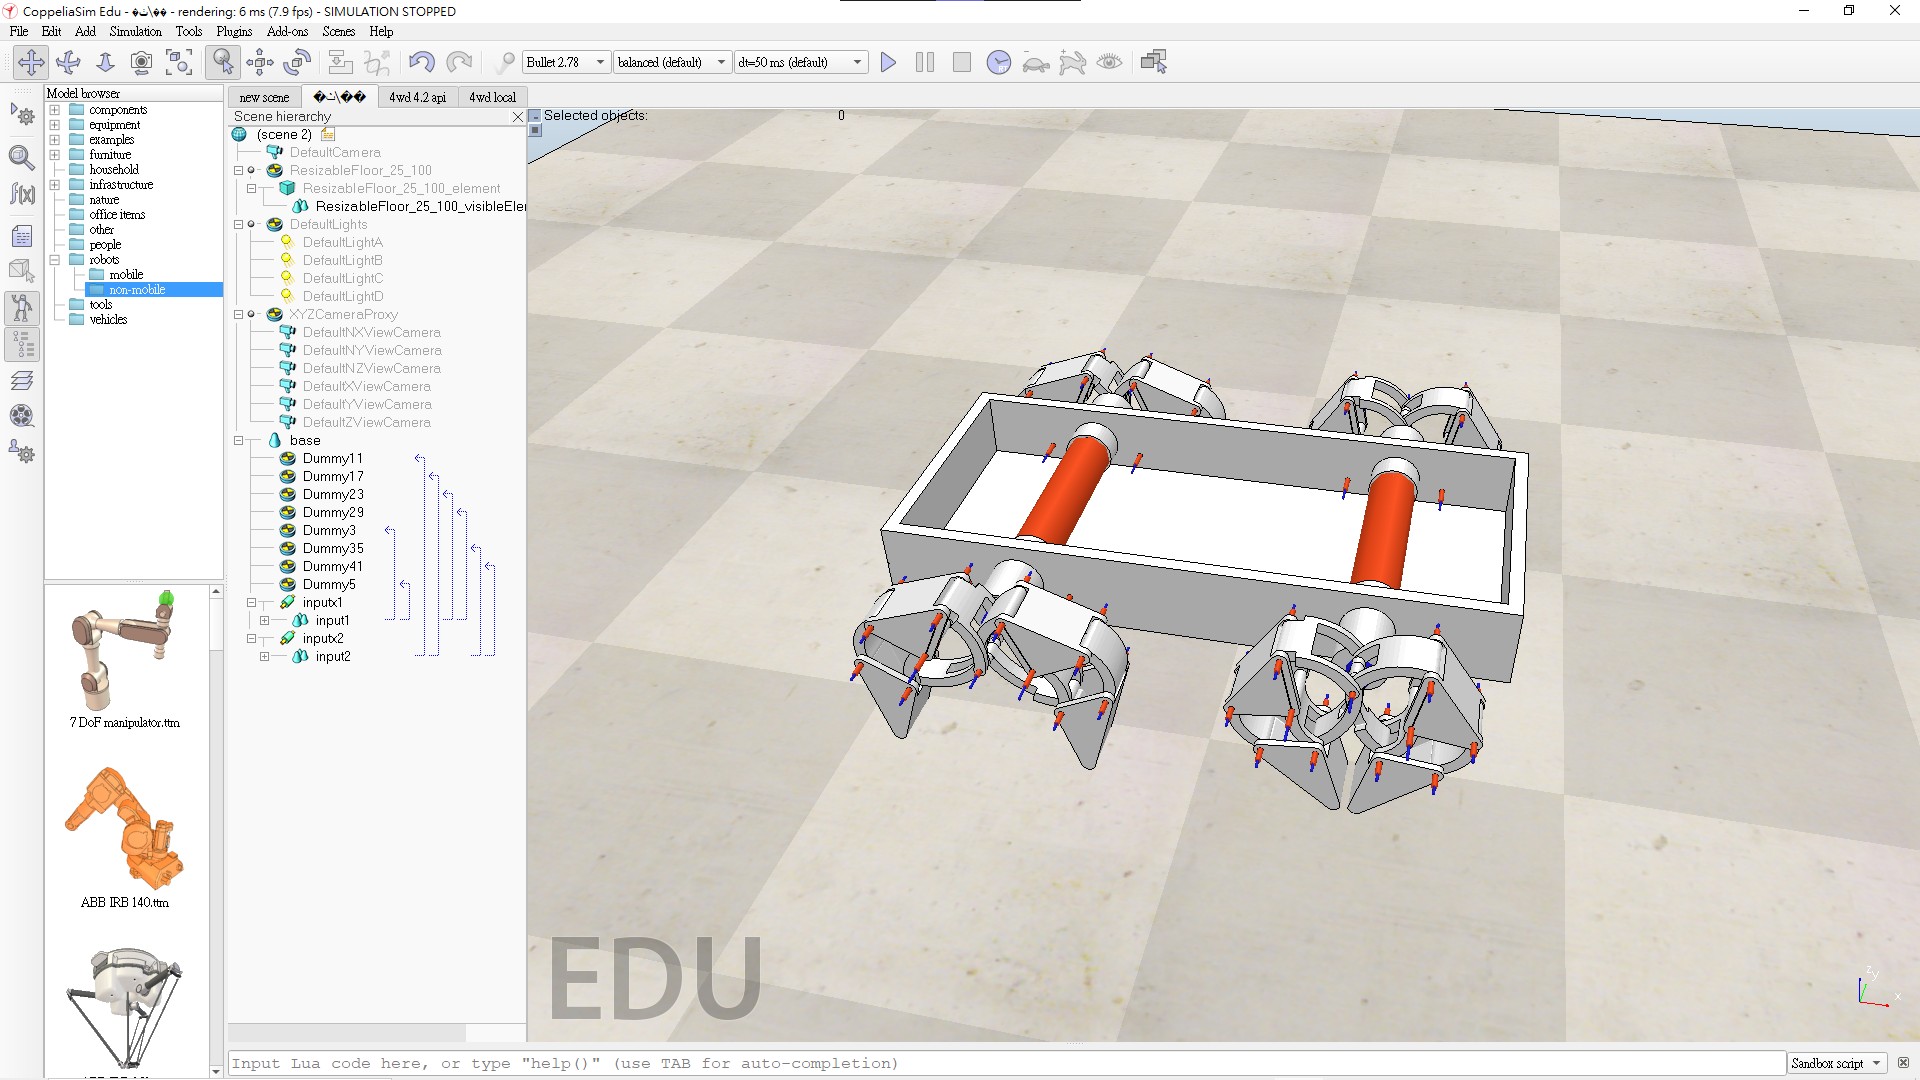 CoppeliaSim Edu - �ٺ\�� - rendering: 6 ms (7.9 fps) - SIMULATION STOPPED
File Edit Add Simulation Tools Plugins Add-ons Scenes Help
Bullet 2.78 balanced (default) dt=50 ms (default)
Model browser
components
equipment
examples
furniture
household
infrastructure
nature
office items
other
people
robots
mobile
non-mobile
tools
vehicles
7 DoF manipulator.ttm
ABB IRB 140.ttm
new scene �ٺ\�� 4wd 4.2 api 4wd local
Scene hierarchy
(scene 2)
DefaultCamera
ResizableFloor_25_100
ResizableFloor_25_100_element
ResizableFloor_25_100_visibleEle
DefaultLights
DefaultLightA
DefaultLightB
DefaultLightC
DefaultLightD
XYZCameraProxy
DefaultNXViewCamera
DefaultNYViewCamera
DefaultNZViewCamera
DefaultXViewCamera
DefaultYViewCamera
DefaultZViewCamera
base
Dummy11
Dummy17
Dummy23
Dummy29
Dummy3
Dummy35
Dummy41
Dummy5
inputx1
input1
inputx2
input2
Selected objects: 0
EDU
z y x
Input Lua code here, or type "help()" (use TAB for auto-completion)
Sandbox script